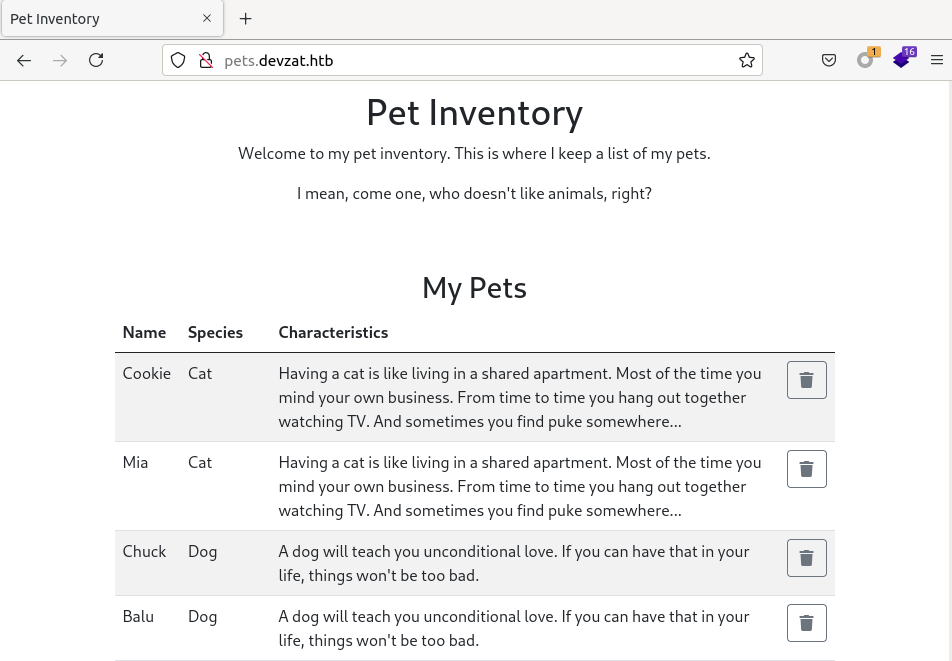 Pet Inventory
pets.devzat.htb
1
16
Pet Inventory
Welcome to my pet inventory. This is where I keep a list of my pets.
I mean, come one, who doesn't like animals, right?
My Pets
Name Species Characteristics
Cookie Cat Having a cat is like living in a shared apartment. Most of the time you
mind your own business. From time to time you hang out together
watching TV. And sometimes you find puke somewhere...
Mia Cat Having a cat is like living in a shared apartment. Most of the time you
mind your own business. From time to time you hang out together
watching TV. And sometimes you find puke somewhere...
Chuck Dog A dog will teach you unconditional love. If you can have that in your
life, things won't be too bad.
Balu Dog A dog will teach you unconditional love. If you can have that in your
life, things won't be too bad.